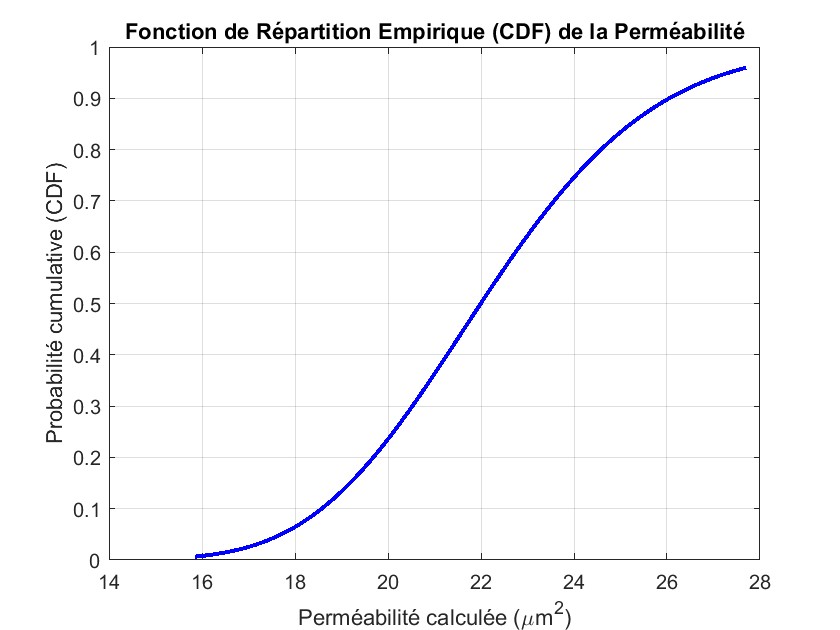 Fonction de Répartition Empirique (CDF) de la Perméabilité
1
0.9
0.8
0.7
0.6
0.5
0.4
0.3
0.2
0.1
0
Probabilité cumulative (CDF)
14 16 18 20 22 24 26 28
Perméabilité calculée (μm²)